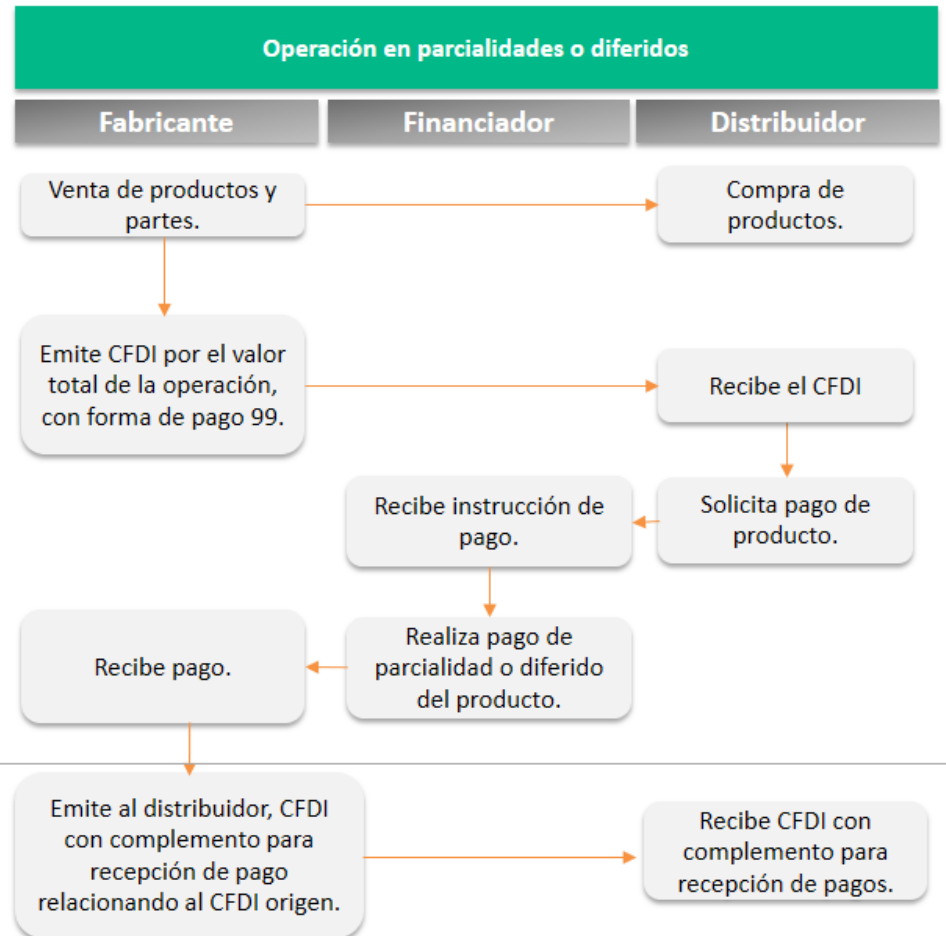 Operación en parcialidades o diferidos
Fabricante
Financiador
Distribuidor
Venta de productos y
partes.
Compra de
productos.
Emite CFDI por el valor
total de la operación,
con forma de pago 99.
Recibe el CFDI
Recibe instrucción de
pago.
Solicita pago de
producto.
Recibe pago.
Realiza pago de
parcialidad o diferido
del producto.
Emite al distribuidor, CFDI
con complemento para
recepción de pago
relacionando al CFDI origen.
Recibe CFDI con
complemento para
recepción de pagos.